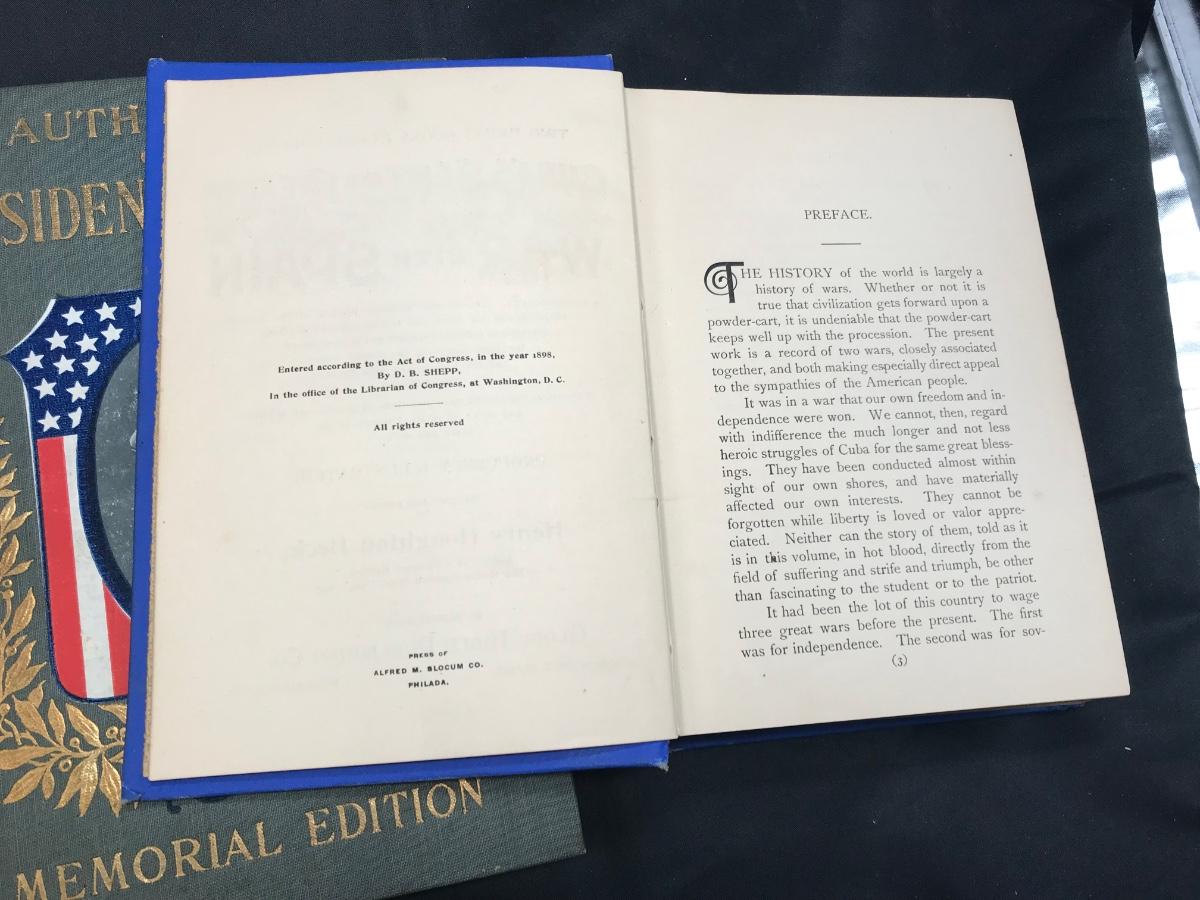 AUTH
SIDEN
MEMORIAL EDITION
Entered according to the Act of Congress, in the year 1898,
By D. B. SHEPP,
In the office of the Librarian of Congress, at Washington, D. C.
All rights reserved
PRESS OF
ALFRED M. SLOCUM CO.
PHILADA.
PREFACE.
THE HISTORY of the world is largely a
history of wars. Whether or not it is
true that civilization gets forward upon a
powder-cart, it is undeniable that the powder-cart
keeps well up with the procession. The present
work is a record of two wars, closely associated
together, and both making especially direct appeal
to the sympathies of the American people.
It was in a war that our own freedom and in-
dependence were won. We cannot, then, regard
with indifference the much longer and not less
heroic struggles of Cuba for the same great bless-
ings. They have been conducted almost within
sight of our own shores, and have materially
affected our own interests. They cannot be
forgotten while liberty is loved or valor appre-
ciated. Neither can the story of them, told as it
is in this volume, in hot blood, directly from the
field of suffering and strife and triumph, be other
than fascinating to the student or to the patriot.
It had been the lot of this country to wage
three great wars before the present. The first
was for independence. The second was for sov-
(3)